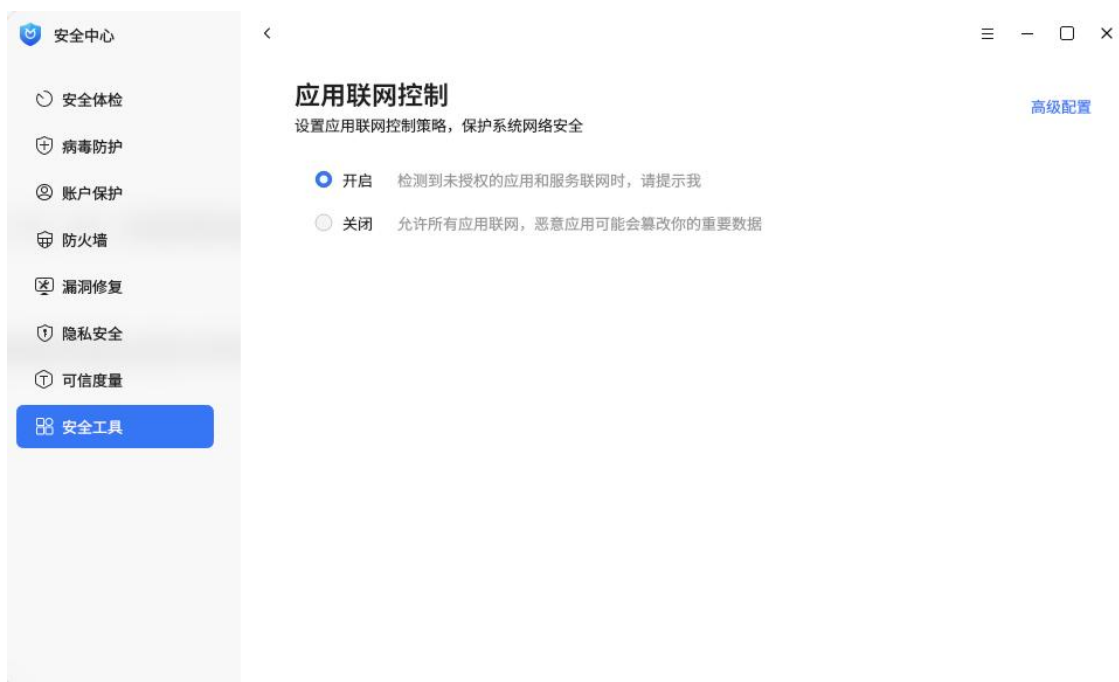 安全中心
安全体检
病毒防护
账户保护
防火墙
漏洞修复
隐私安全
可信度量
安全工具
应用联网控制
高级配置
设置应用联网控制策略，保护系统网络安全
开启 检测到未授权的应用和服务联网时，请提示我
关闭 允许所有应用联网，恶意应用可能会篡改你的重要数据